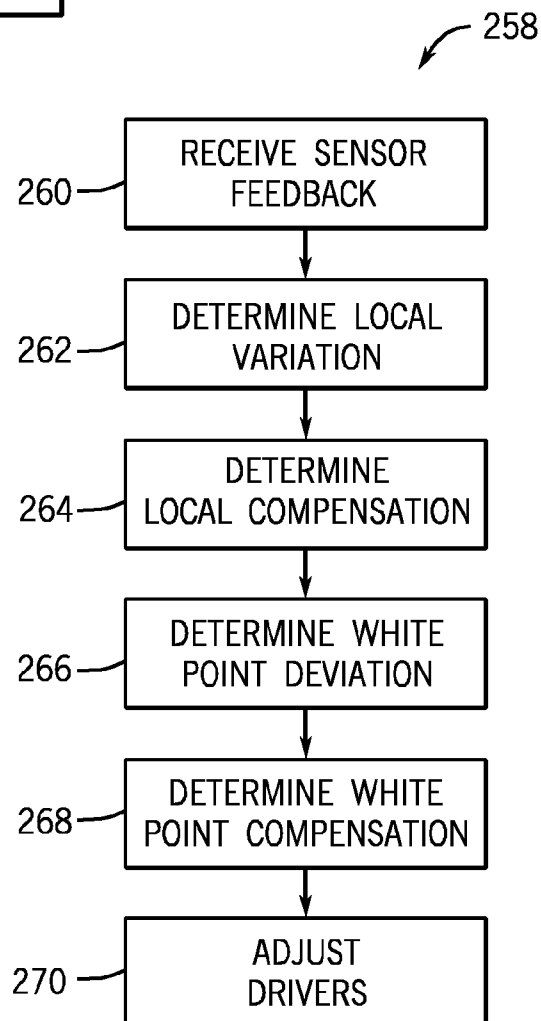 258
260
RECEIVE SENSOR
FEEDBACK
262
DETERMINE LOCAL
VARIATION
264
DETERMINE
LOCAL COMPENSATION
266
DETERMINE WHITE
POINT DEVIATION
268
DETERMINE WHITE
POINT COMPENSATION
270
ADJUST
DRIVERS